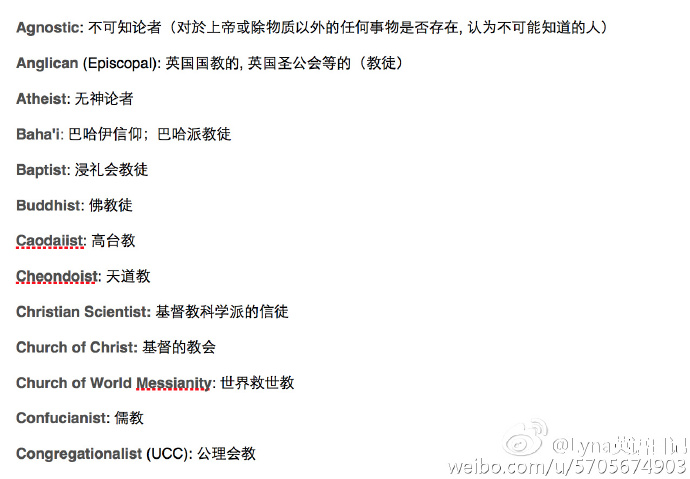 Agnostic: 不可知论者（对於上帝或除物质以外的任何事物是否存在, 认为不可能知道的人）
Anglican (Episcopal): 英国国教的, 英国圣公会等的（教徒）
Atheist: 无神论者
Baha'i: 巴哈伊信仰；巴哈派教徒
Baptist: 浸礼会教徒
Buddhist: 佛教徒
Caodaiist: 高台教
Cheondoist: 天道教
Christian Scientist: 基督教科学派的信徒
Church of Christ: 基督的教会
Church of World Messianity: 世界救世教
Confucianist: 儒教
Congregationalist (UCC): 公理会教
@Lyna英语日记
weibo.com/u/5705674903